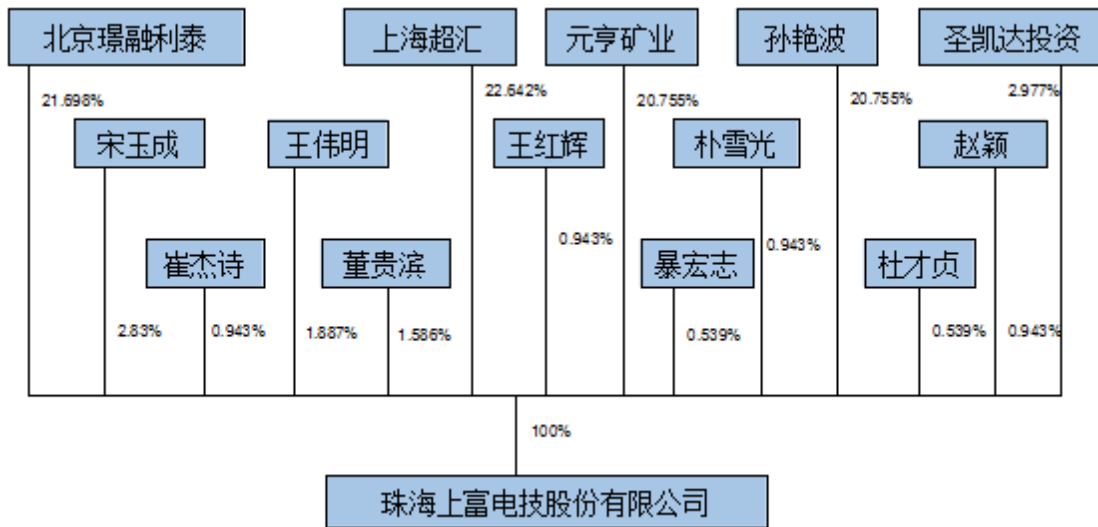 北京璟融利泰
上海超汇
元亨矿业
孙艳波
圣凯达投资
21.698%
22.642%
20.755%
20.755%
2.977%
宋玉成
王伟明
王红辉
朴雪光
赵颖
0.943%
0.943%
崔杰诗
董贵滨
暴宏志
杜才贞
2.83%
0.943%
1.887%
1.586%
0.539%
0.539%
0.943%
100%
珠海上富电技股份有限公司